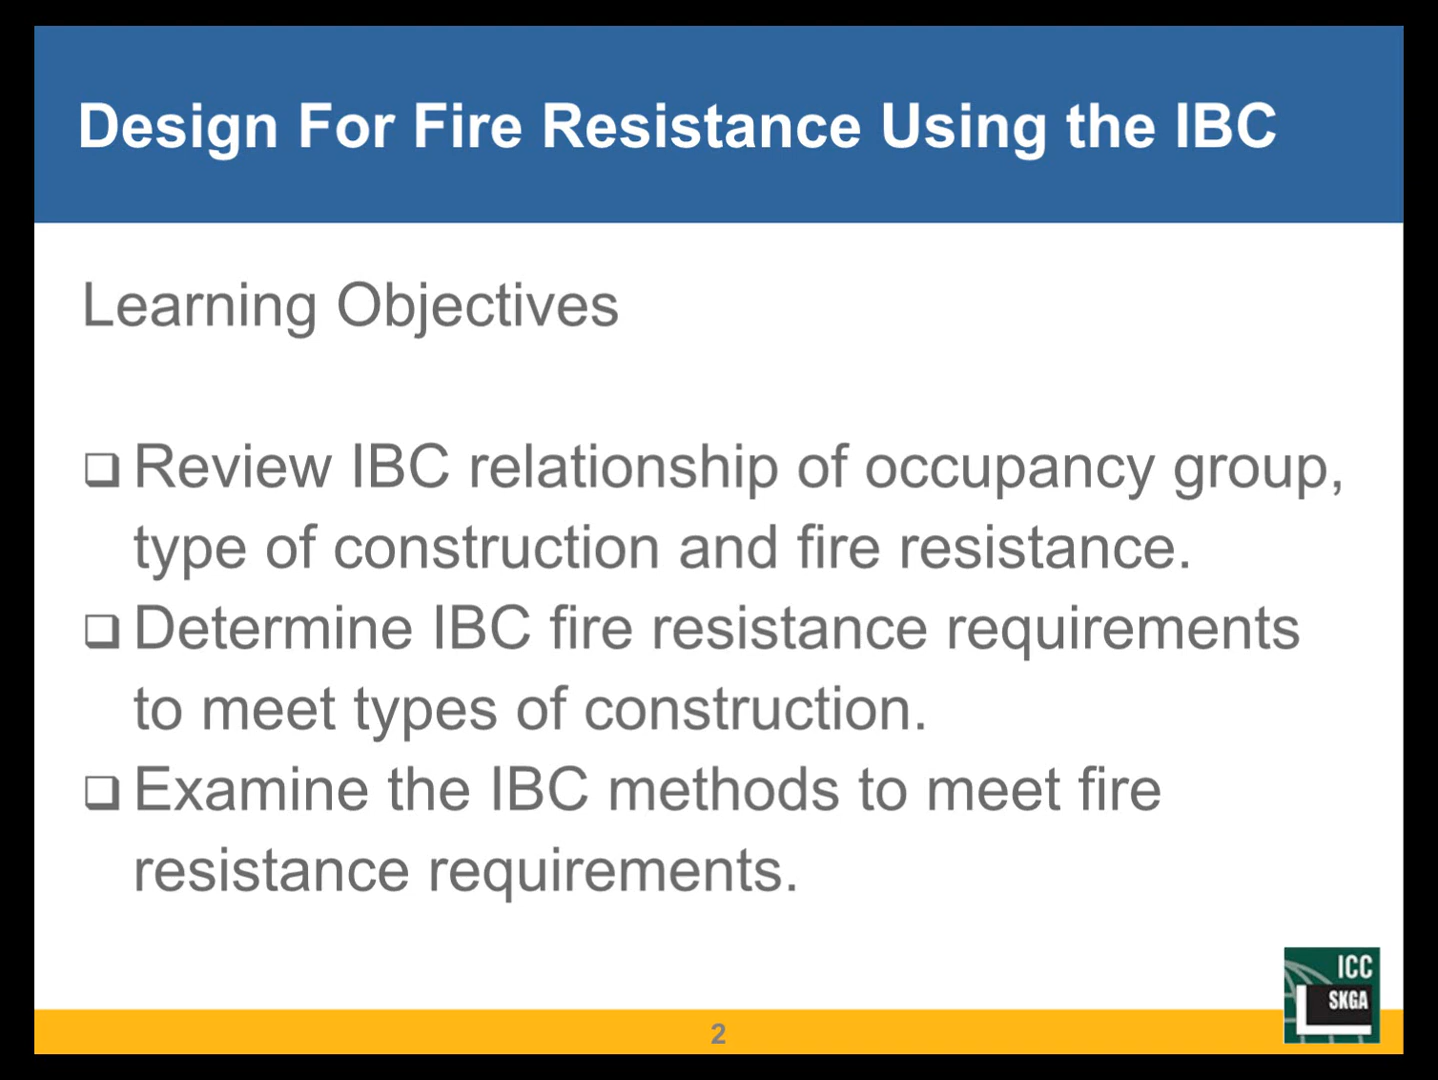 Design For Fire Resistance Using the IBC
Learning Objectives
❑ Review IBC relationship of occupancy group,
type of construction and fire resistance.
❑ Determine IBC fire resistance requirements
to meet types of construction.
❑ Examine the IBC methods to meet fire
resistance requirements.
ICC
SKGA
2